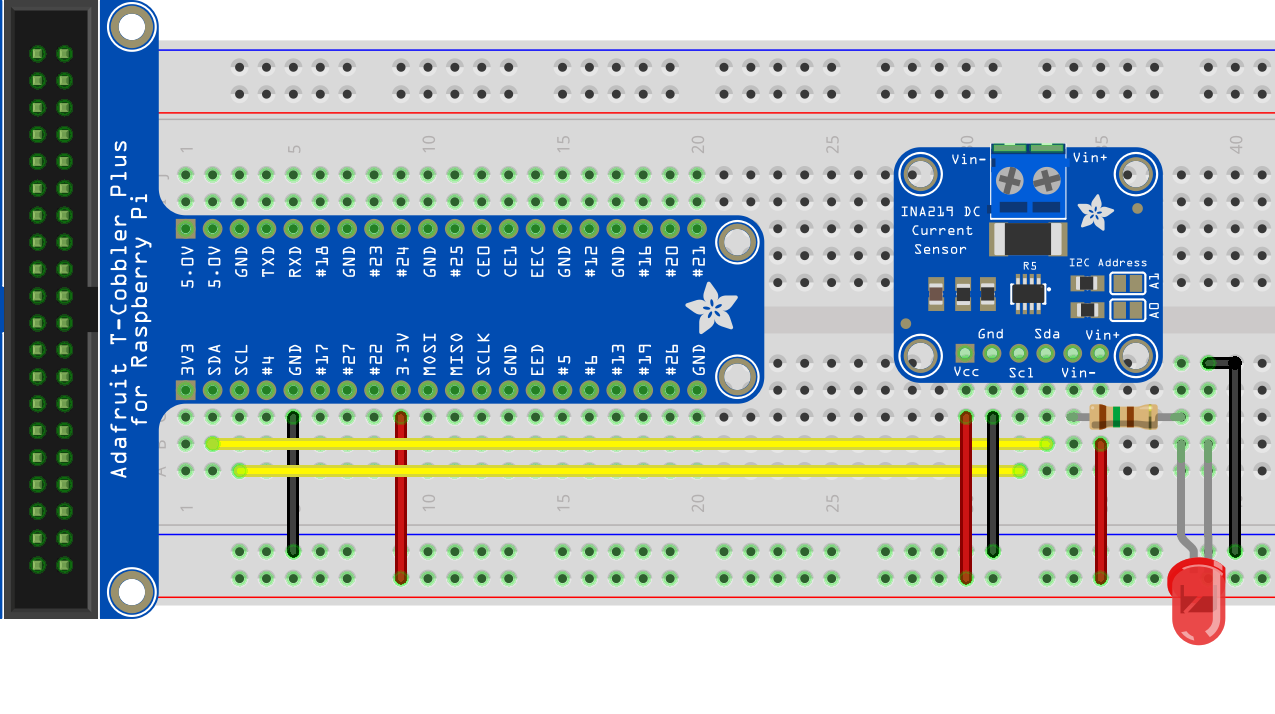 Adafruit T-Cobbler Plus
for Raspberry Pi
1
5
10
15
20
25
30
35
40
J
5.0V 5.0V GND TXD RXD #18 GND #23 #24 GND #25 CE0 CE1 EEC GND #12 GND #16 #20 #21
3V3 SDA SCL #4 GND #17 #27 #22 3.3V MOSI MISO SCLK GND EED #5 #6 #13 #19 #26 GND
Vin- Vin+
INA219 DC
Current
Sensor
R5
I2C Address
A1
A0
Gnd Sda Vin+
Vcc Scl Vin-
B
A
1
10
15
20
25